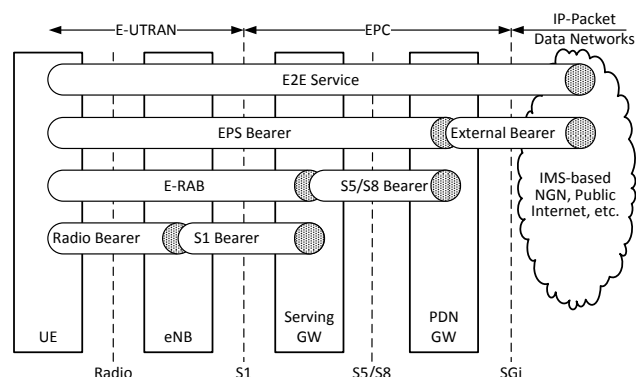 E-UTRAN
EPC
IP-Packet
Data Networks
E2E Service
EPS Bearer
External Bearer
E-RAB
S5/S8 Bearer
IMS-based
NGN, Public
Internet, etc.
Radio Bearer
S1 Bearer
UE
eNB
Serving
GW
PDN
GW
Radio
S1
S5/S8
SGi